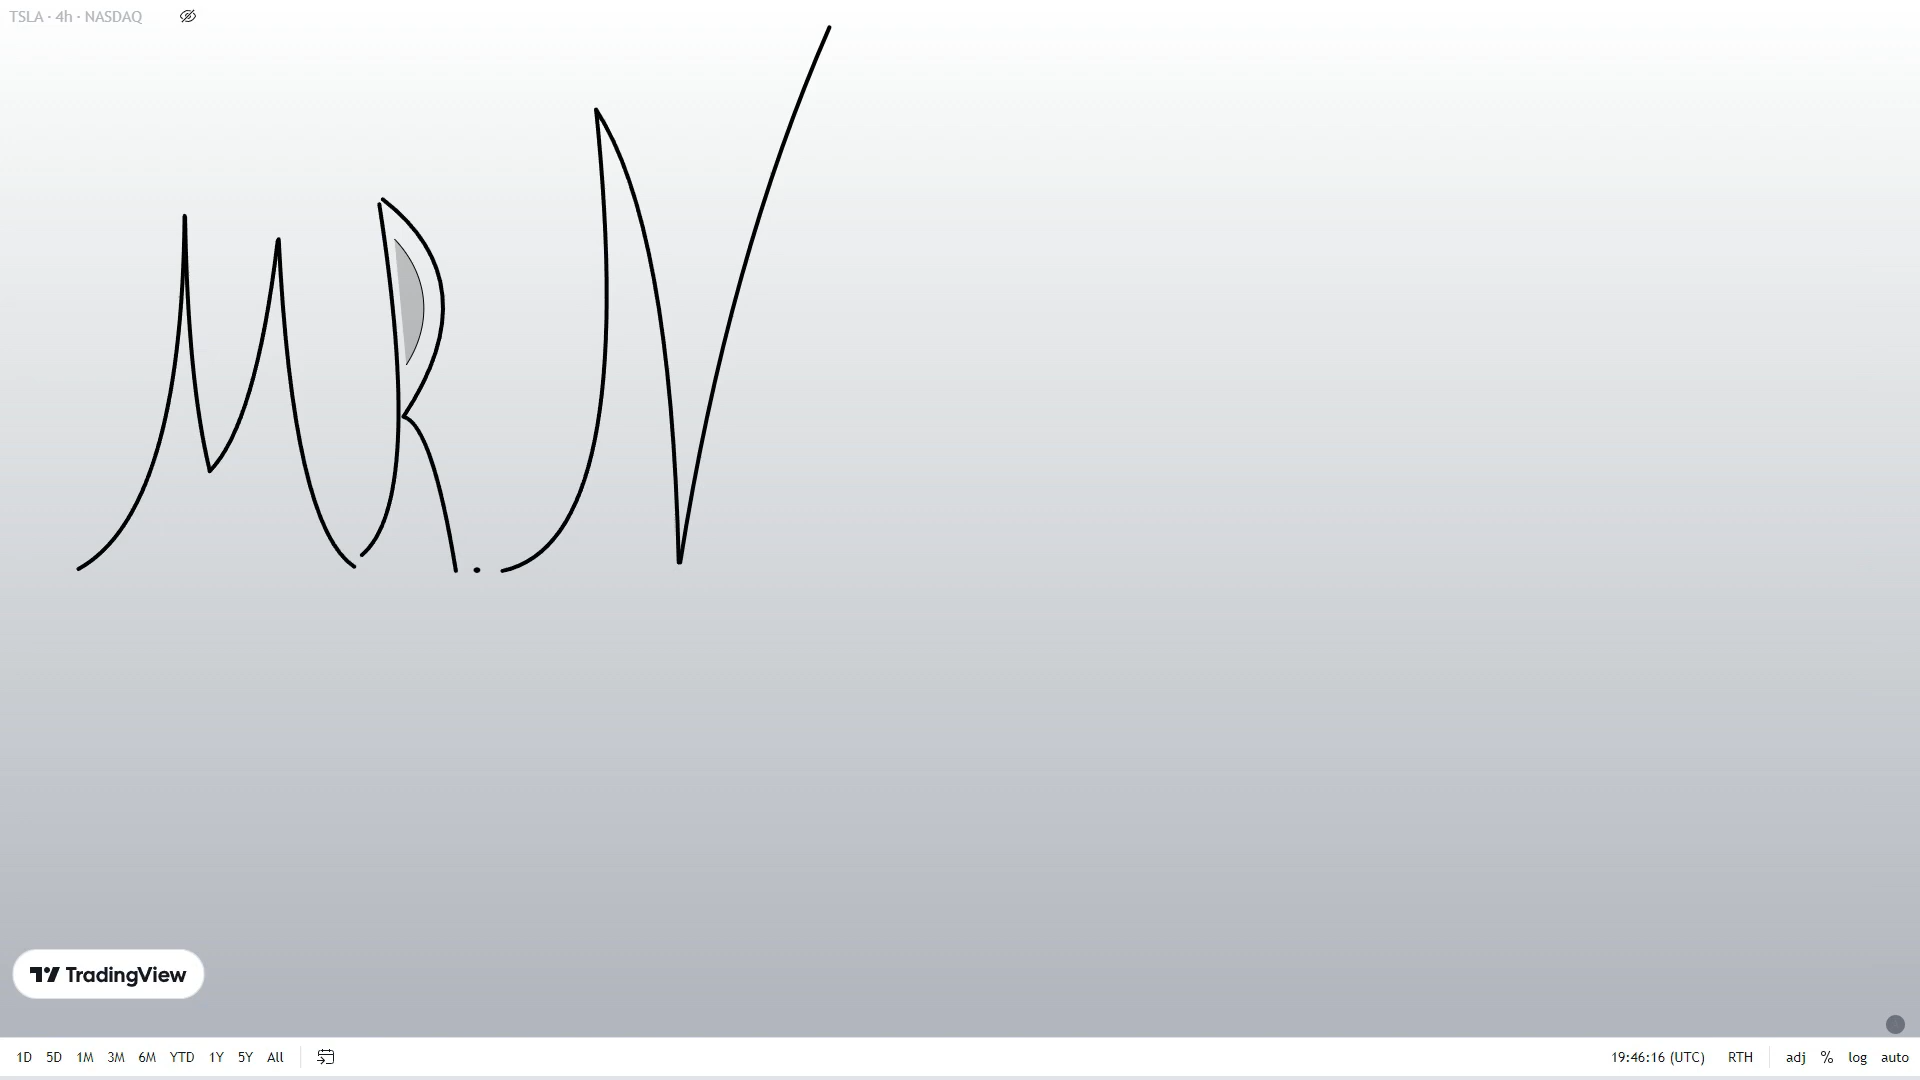 TSLA · 4h · NASDAQ
MR.N
TradingView
1D 5D 1M 3M 6M YTD 1Y 5Y All 19:46:16 (UTC) RTH adj % log auto